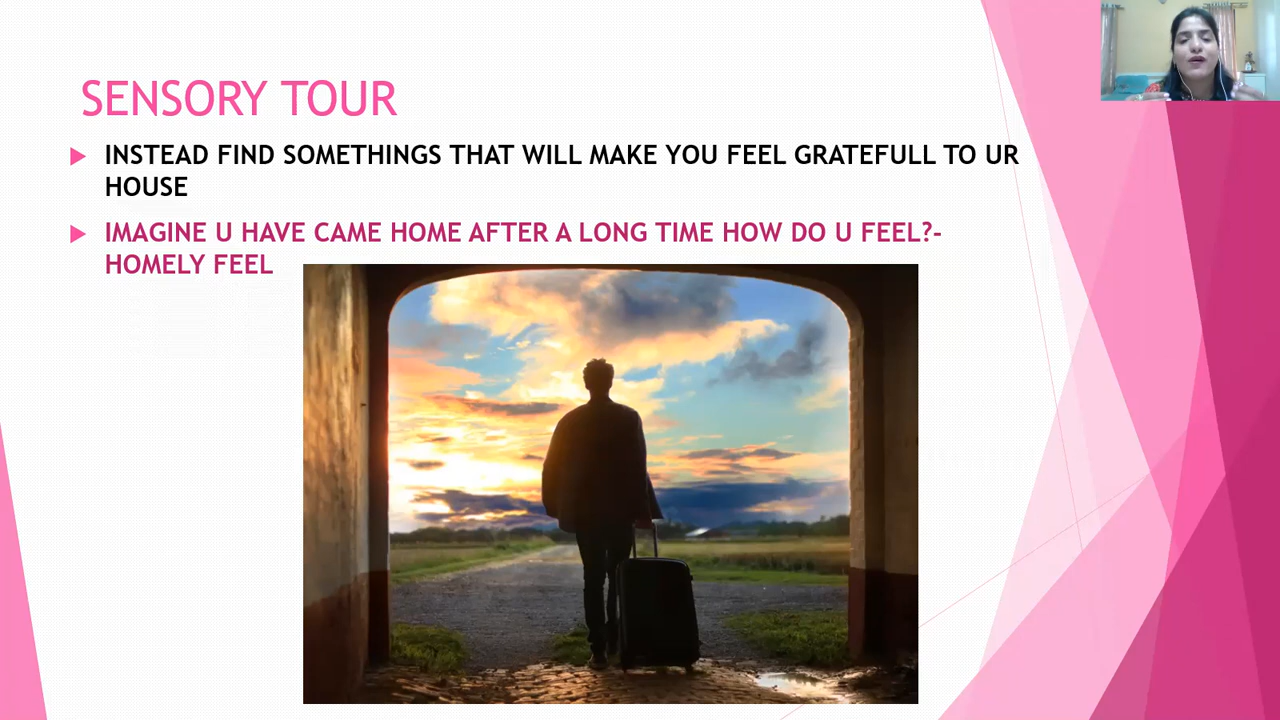 SENSORY TOUR
INSTEAD FIND SOMETHINGS THAT WILL MAKE YOU FEEL GRATEFULL TO UR
HOUSE
IMAGINE U HAVE CAME HOME AFTER A LONG TIME HOW DO U FEEL?-
HOMELY FEEL